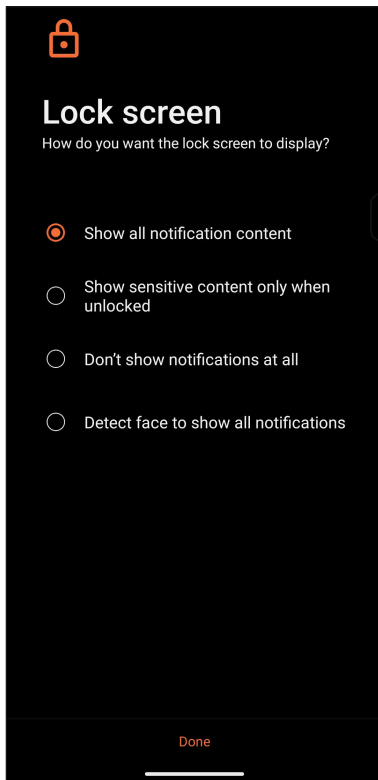 Lock screen
How do you want the lock screen to display?
Show all notification content
Show sensitive content only when
unlocked
Don't show notifications at all
Detect face to show all notifications
Done